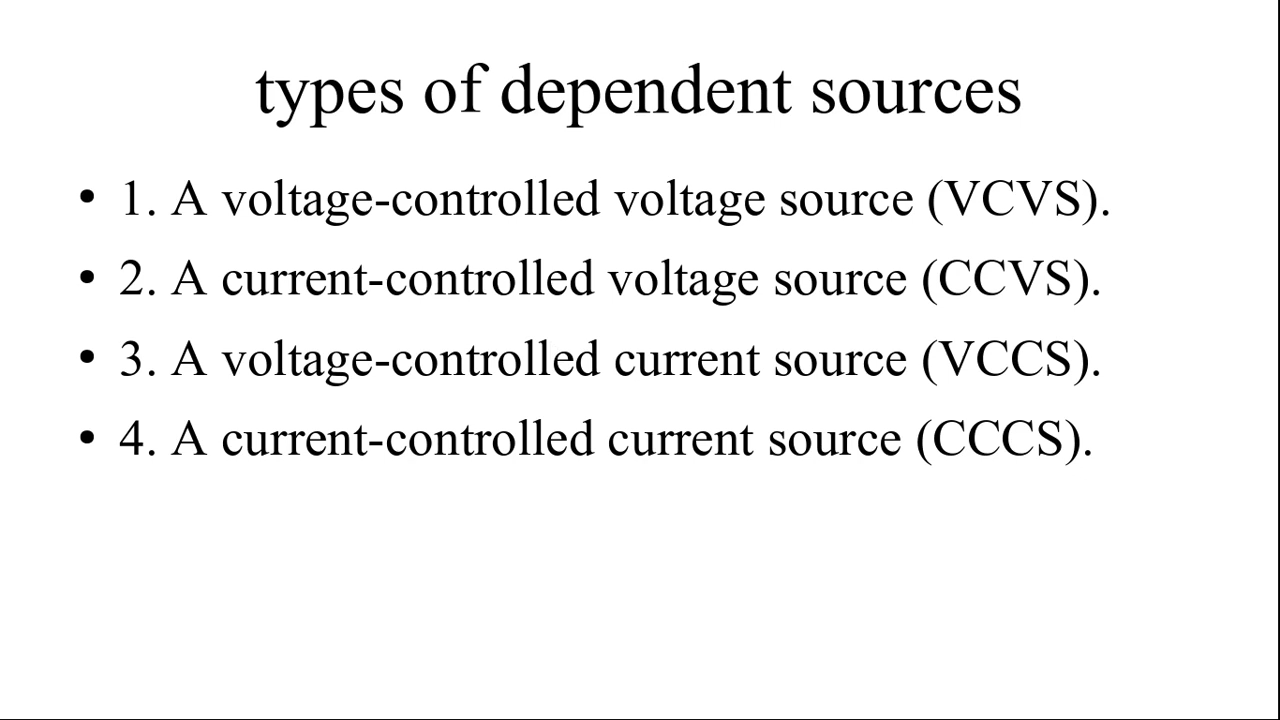 types of dependent sources
• 1. A voltage-controlled voltage source (VCVS).
• 2. A current-controlled voltage source (CCVS).
• 3. A voltage-controlled current source (VCCS).
• 4. A current-controlled current source (CCCS).